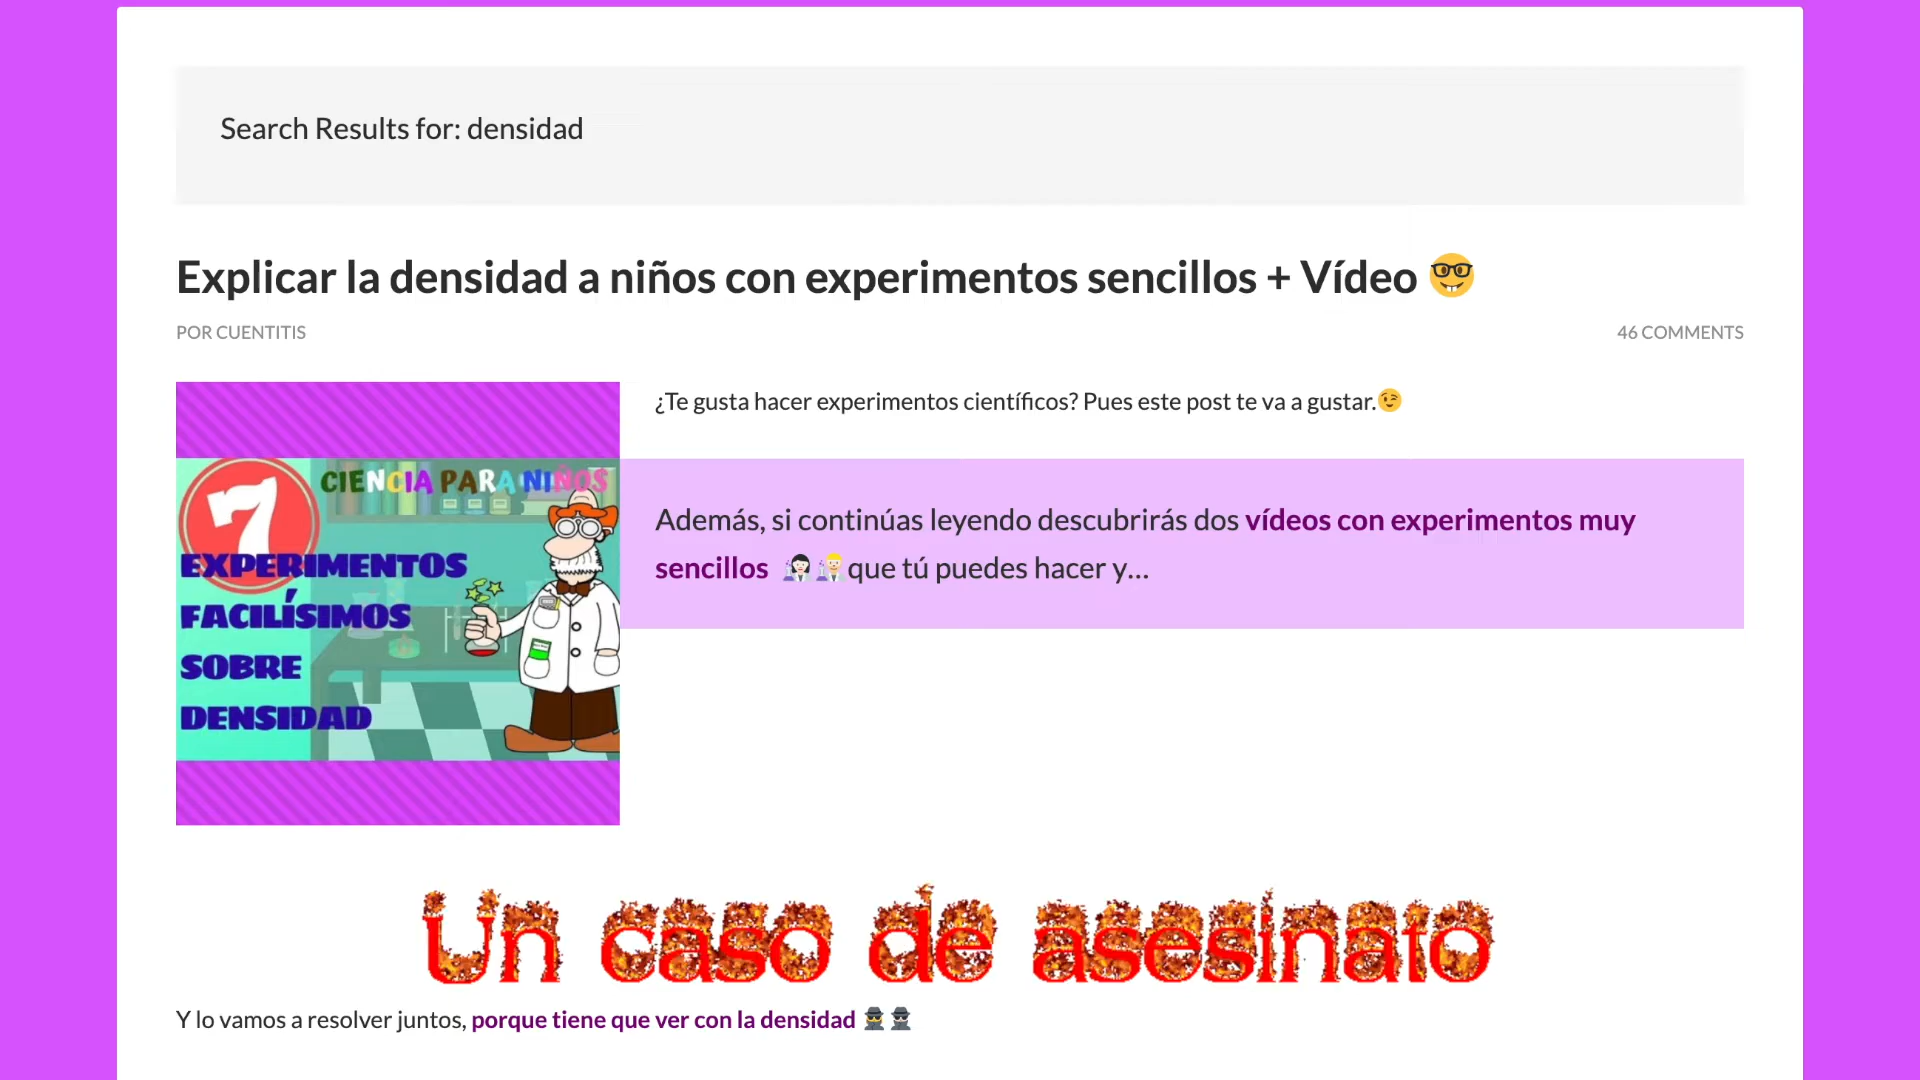 Search Results for: densidad
Explicar la densidad a niños con experimentos sencillos + Vídeo 🤓
POR CUENTITIS
46 COMMENTS
¿Te gusta hacer experimentos científicos? Pues este post te va a gustar.😉
7
CIENCIA PARA NIÑOS
EXPERIMENTOS
FACILÍSIMOS
SOBRE
DENSIDAD
Además, si continúas leyendo descubrirás dos vídeos con experimentos muy
sencillos 👩🏻‍🔬👨🏼‍🔬que tú puedes hacer y…
Un caso de asesinato
Y lo vamos a resolver juntos, porque tiene que ver con la densidad 🕵🕵